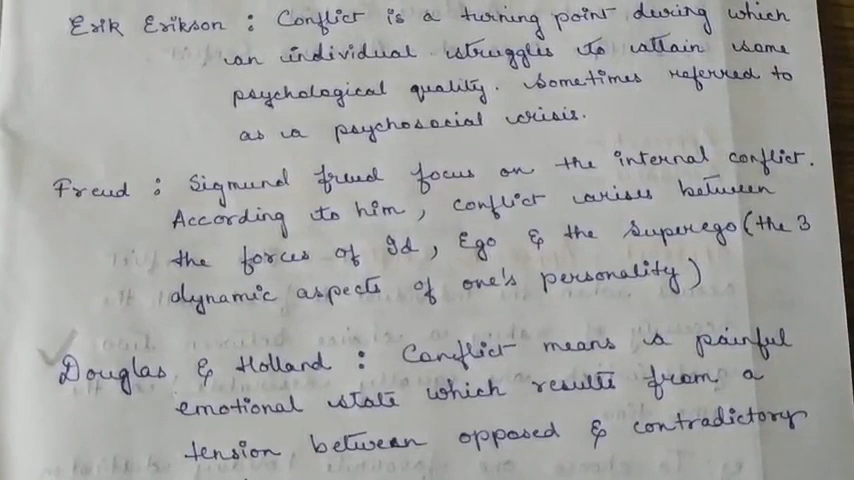 Erik Erikson : Conflict is a turning point during which
an individual struggles to attain some
psychological quality. Sometimes referred to
as a psychosocial crisis.
Freud : Sigmund freud focus on the internal conflict.
According to him, conflict arises between
the forces of Id, Ego & the Superego (the 3
dynamic aspects of one's personality)
Douglas & Holland : Conflict means a painful
emotional state which results from a
tension between opposed & contradictory